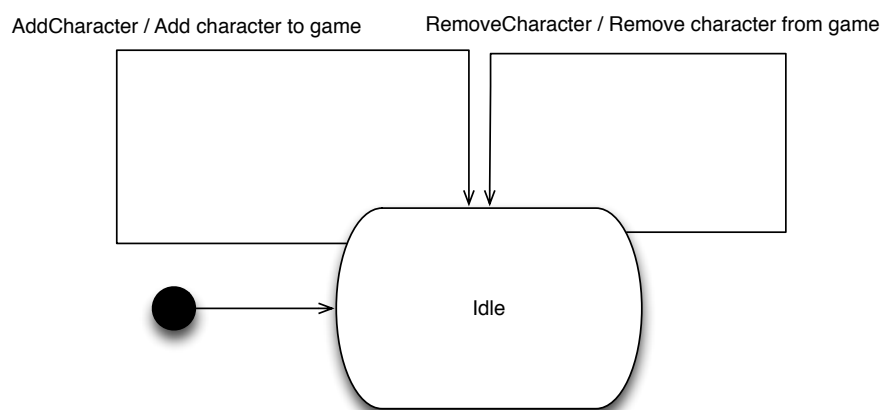 AddCharacter / Add character to game
RemoveCharacter / Remove character from game
Idle